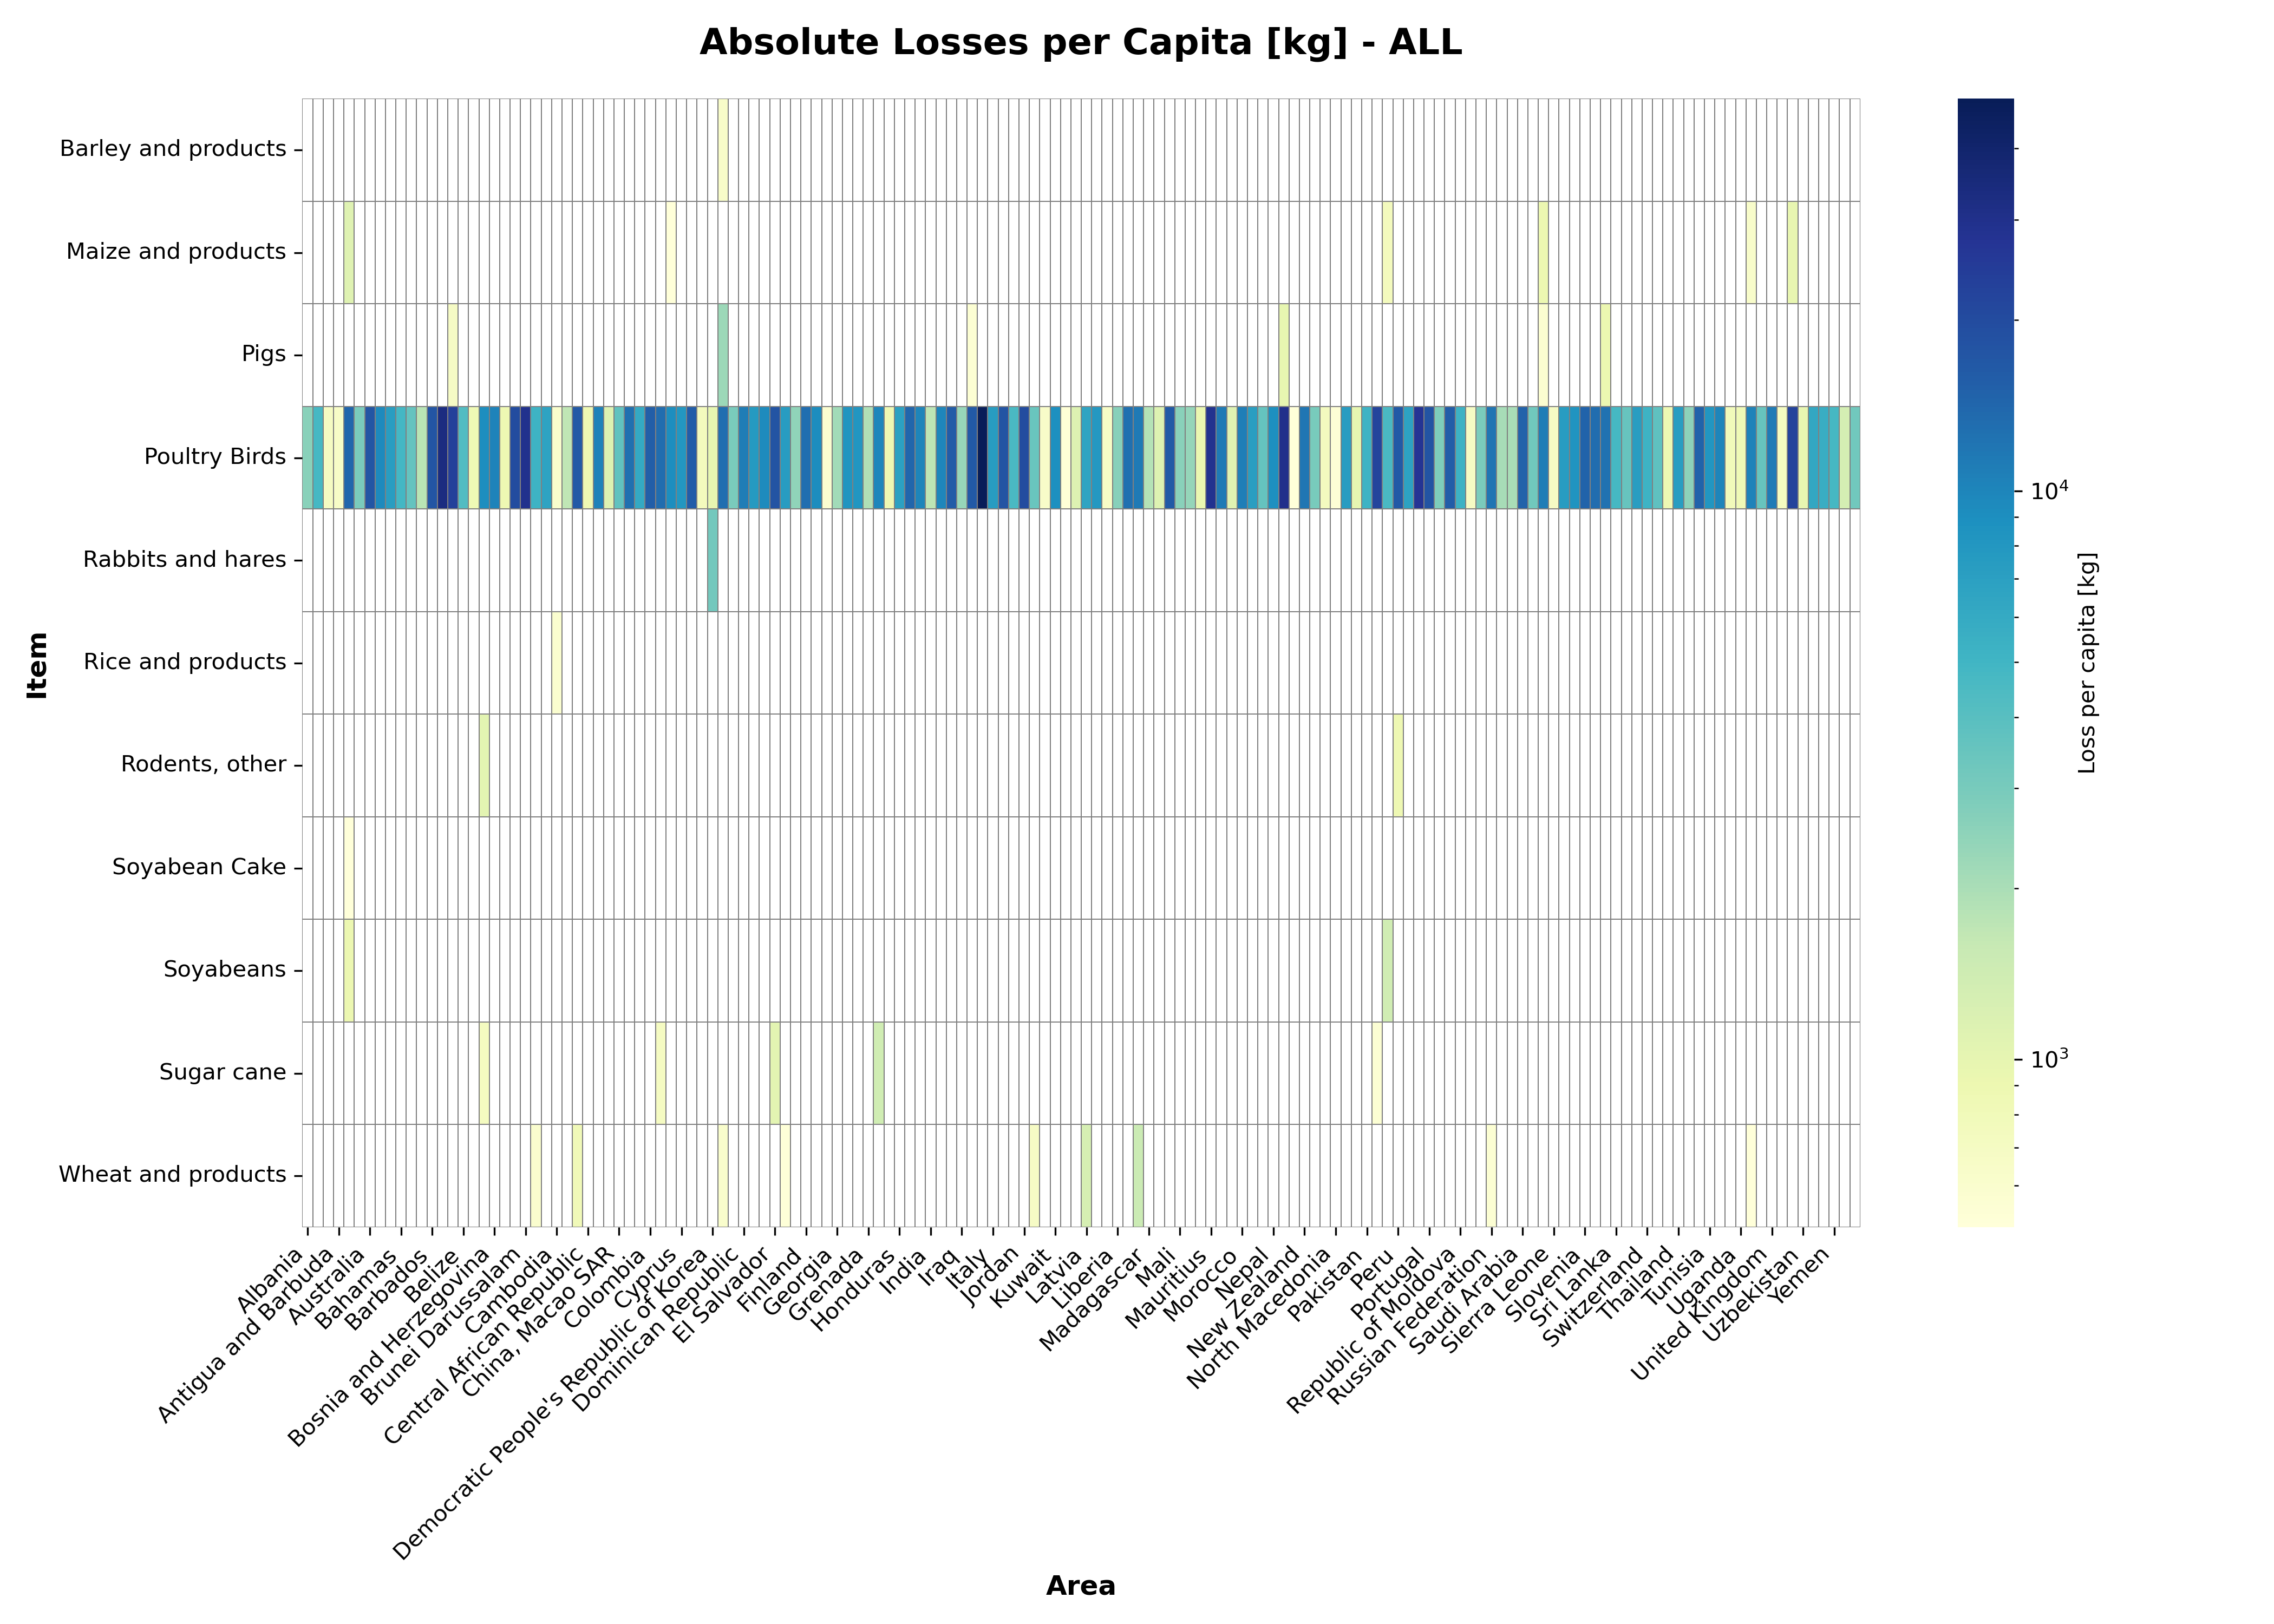 Absolute Losses per Capita [kg] - ALL
Barley and products
Maize and products
Pigs
Poultry Birds
Rabbits and hares
Rice and products
Rodents, other
Soyabean Cake
Soyabeans
Sugar cane
Wheat and products
Item
10^4
10^3
Loss per capita [kg]
Albania
Antigua and Barbuda
Australia
Bahamas
Barbados
Belize
Bosnia and Herzegovina
Brunei Darussalam
Cambodia
Central African Republic
China, Macao SAR
Colombia
Cyprus
Democratic People's Republic of Korea
Dominican Republic
El Salvador
Finland
Georgia
Grenada
Honduras
India
Iraq
Italy
Jordan
Kuwait
Latvia
Liberia
Madagascar
Mali
Mauritius
Morocco
Nepal
New Zealand
North Macedonia
Pakistan
Peru
Portugal
Republic of Moldova
Russian Federation
Saudi Arabia
Sierra Leone
Slovenia
Sri Lanka
Switzerland
Thailand
Tunisia
Uganda
United Kingdom
Uzbekistan
Yemen
Area